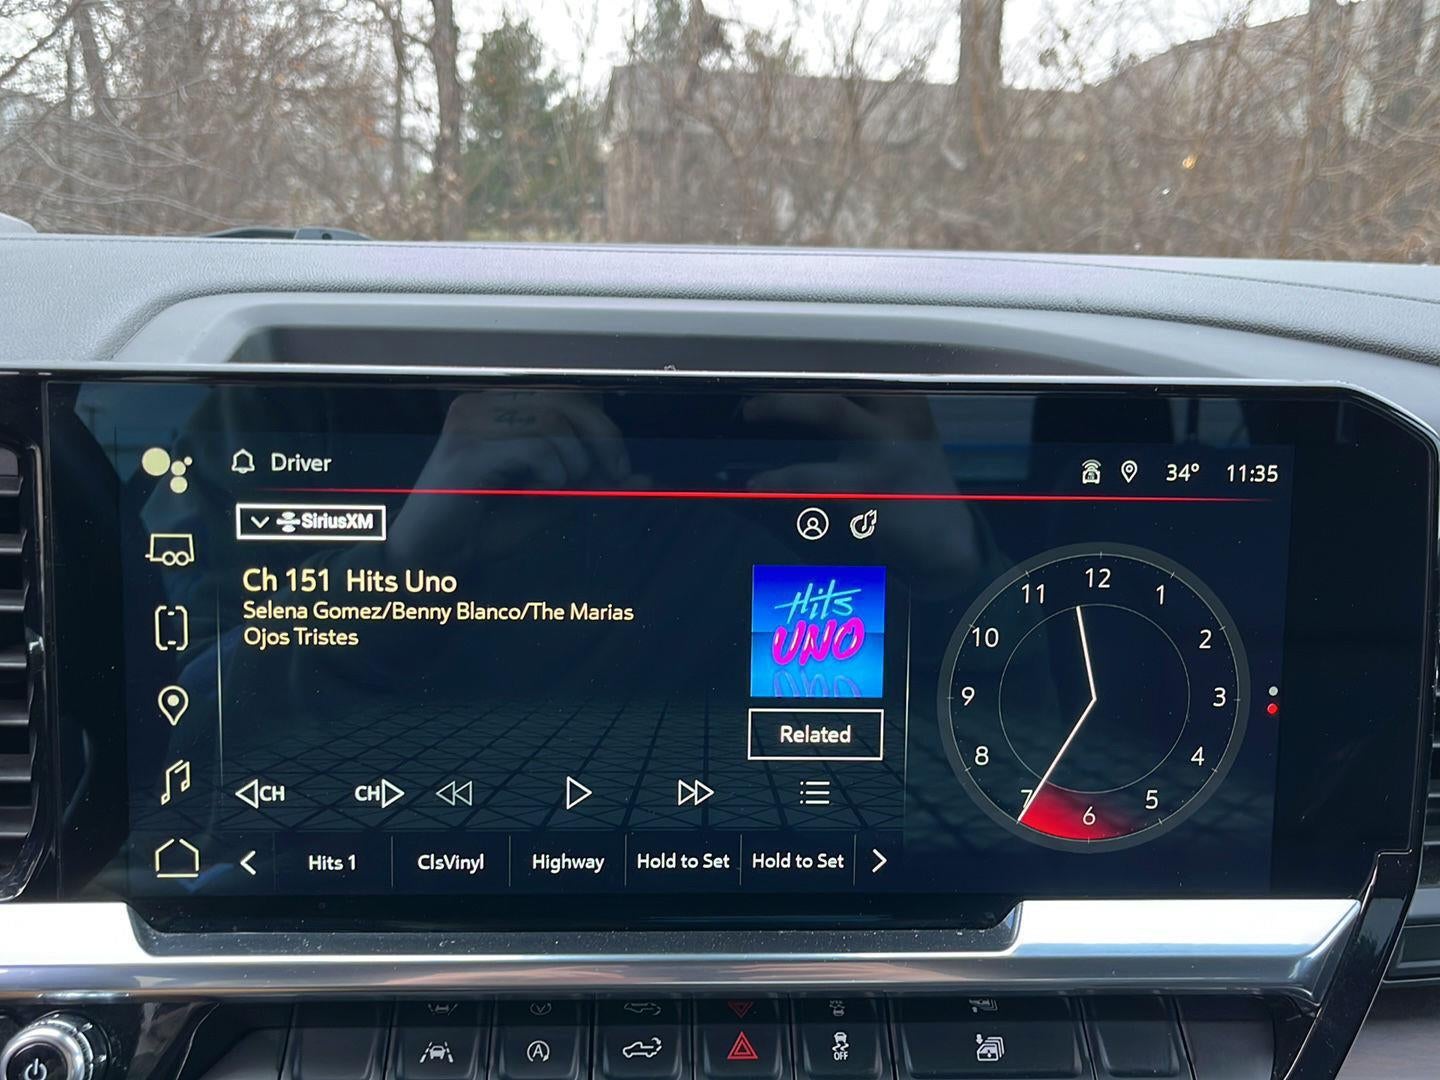 Driver
34° 11:35
SiriusXM
Ch 151 Hits Uno
Selena Gomez/Benny Blanco/The Marias
Ojos Tristes
Hits
UNO
Related
CH
CH
Hits 1
ClsVinyl
Highway
Hold to Set
Hold to Set
12
1
2
3
4
5
6
7
8
9
10
11
A
OFF